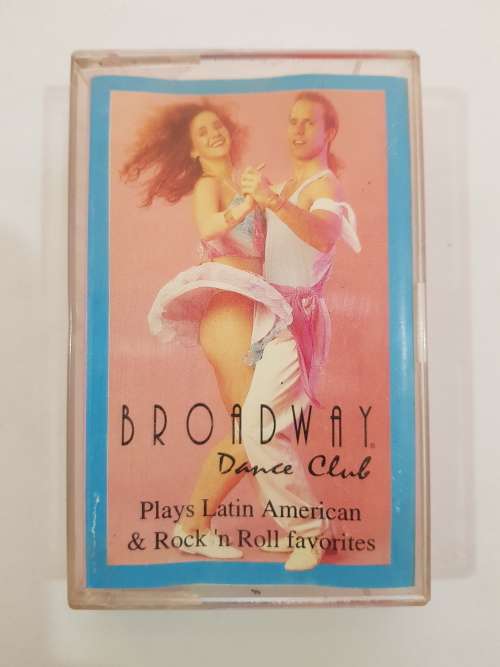 BROADWAY®
Dance Club
Plays Latin American
& Rock 'n Roll favorites